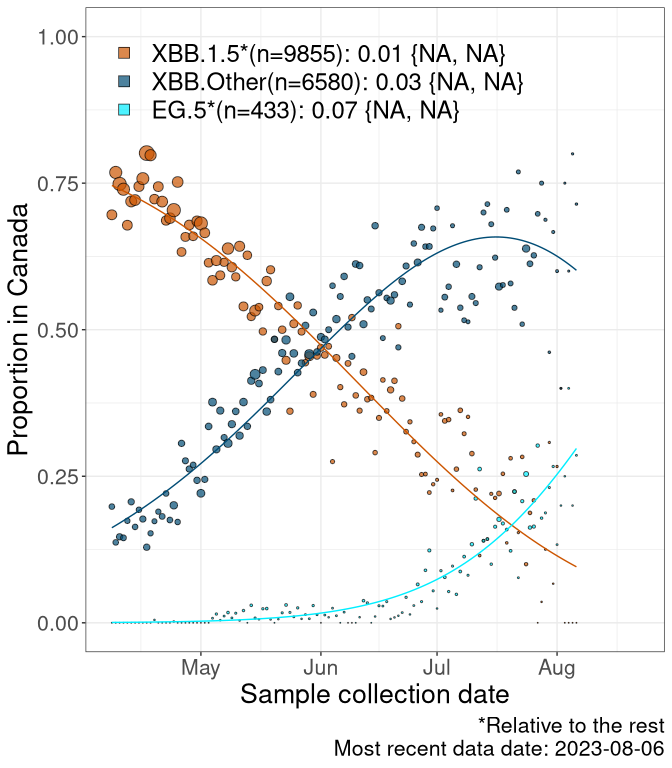 1.00
XBB.1.5*(n=9855): 0.01 {NA, NA}
XBB.Other(n=6580): 0.03 {NA, NA}
EG.5*(n=433): 0.07 {NA, NA}
0.75
Proportion in Canada
0.50
0.25
0.00
May Jun Jul Aug
Sample collection date
*Relative to the rest
Most recent data date: 2023-08-06